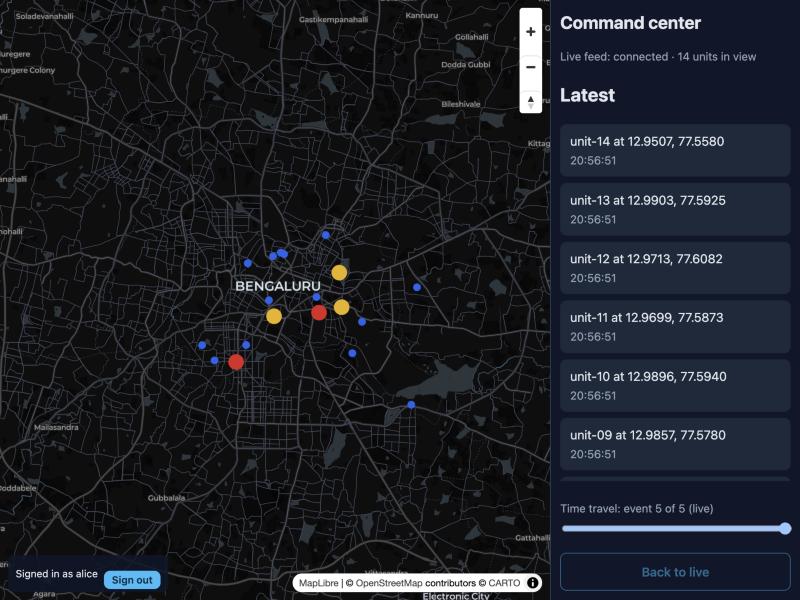 Soladevanahalli
Gastikempanahalli
Kannuru
Gollahalli
Dodda Gubbi
Bileshivale
Kittag
BENGALURU
Mallasandra
Doddabele
Gubbalala
Gattahalli
Agara
Electronic City
Signed in as alice
Sign out
MapLibre | © OpenStreetMap contributors © CARTO
Command center
Live feed: connected · 14 units in view
Latest
unit-14 at 12.9507, 77.5580
20:56:51
unit-13 at 12.9903, 77.5925
20:56:51
unit-12 at 12.9713, 77.6082
20:56:51
unit-11 at 12.9699, 77.5873
20:56:51
unit-10 at 12.9896, 77.5940
20:56:51
unit-09 at 12.9857, 77.5780
20:56:51
Time travel: event 5 of 5 (live)
Back to live